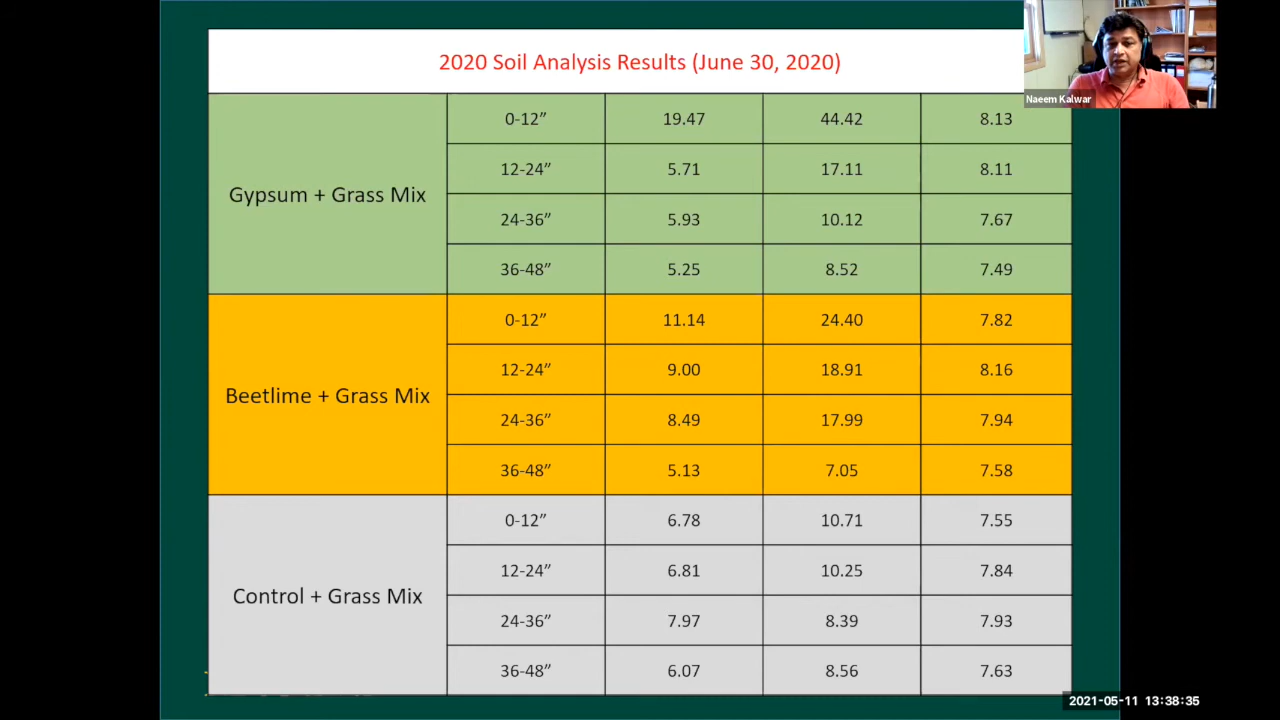 2020 Soil Analysis Results (June 30, 2020)
Naeem Kalwar
Gypsum + Grass Mix
0-12” 19.47 44.42 8.13
12-24” 5.71 17.11 8.11
24-36” 5.93 10.12 7.67
36-48” 5.25 8.52 7.49
Beetlime + Grass Mix
0-12” 11.14 24.40 7.82
12-24” 9.00 18.91 8.16
24-36” 8.49 17.99 7.94
36-48” 5.13 7.05 7.58
Control + Grass Mix
0-12” 6.78 10.71 7.55
12-24” 6.81 10.25 7.84
24-36” 7.97 8.39 7.93
36-48” 6.07 8.56 7.63
2021-05-11 13:38:35